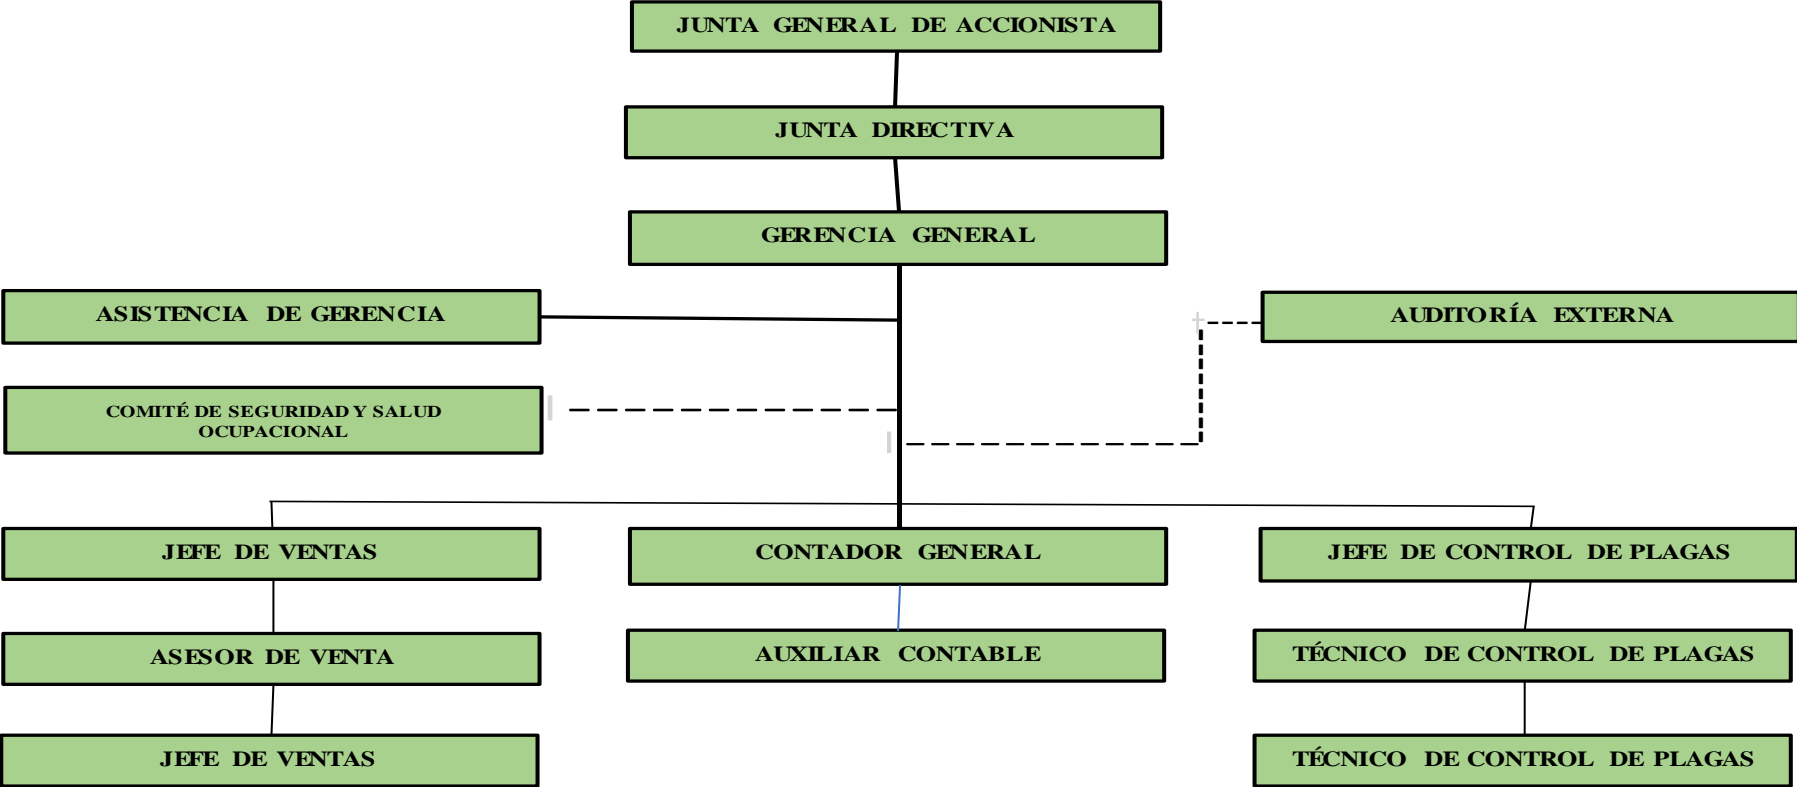 JUNTA GENERAL DE ACCIONISTA
JUNTA DIRECTIVA
GERENCIA GENERAL
ASISTENCIA DE GERENCIA
AUDITORÍA EXTERNA
COMITÉ DE SEGURIDAD Y SALUD
OCUPACIONAL
JEFE DE VENTAS
CONTADOR GENERAL
JEFE DE CONTROL DE PLAGAS
ASESOR DE VENTA
AUXILIAR CONTABLE
TÉCNICO DE CONTROL DE PLAGAS
JEFE DE VENTAS
TÉCNICO DE CONTROL DE PLAGAS